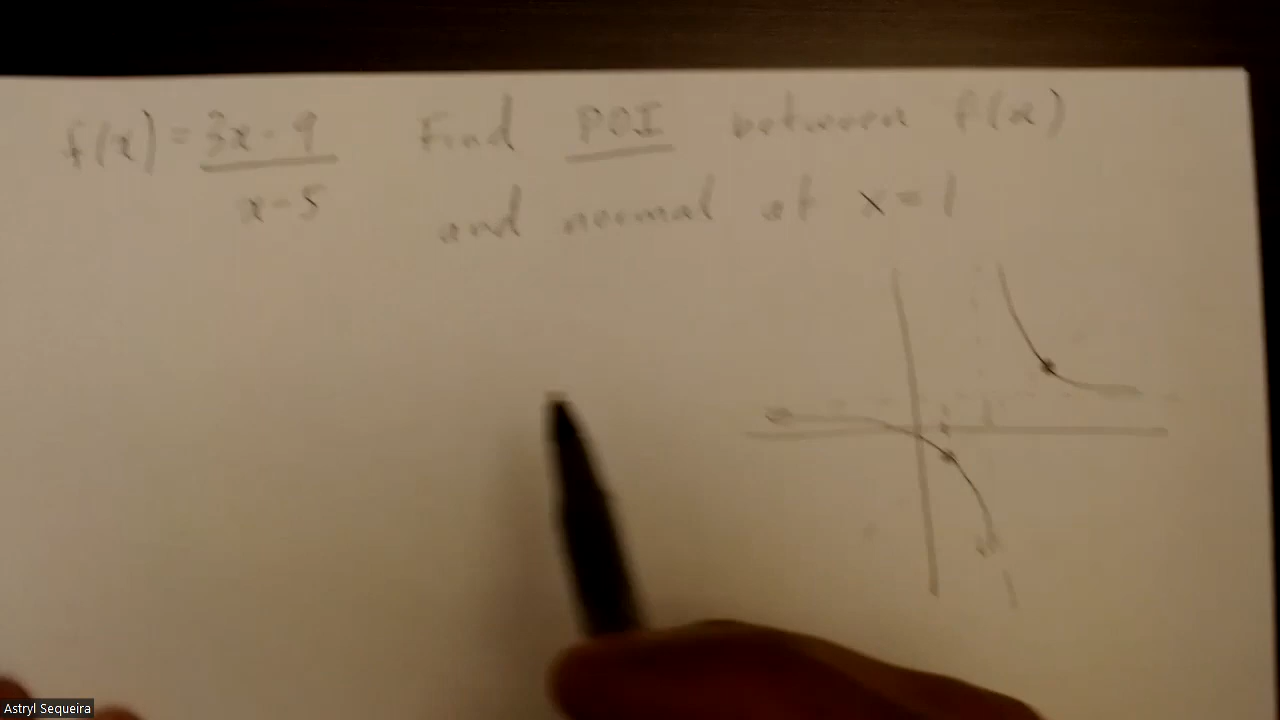 f(x) = 3x - 9 Find POI between f(x)
x - 5 and normal at x = 1
Astryl Sequeira